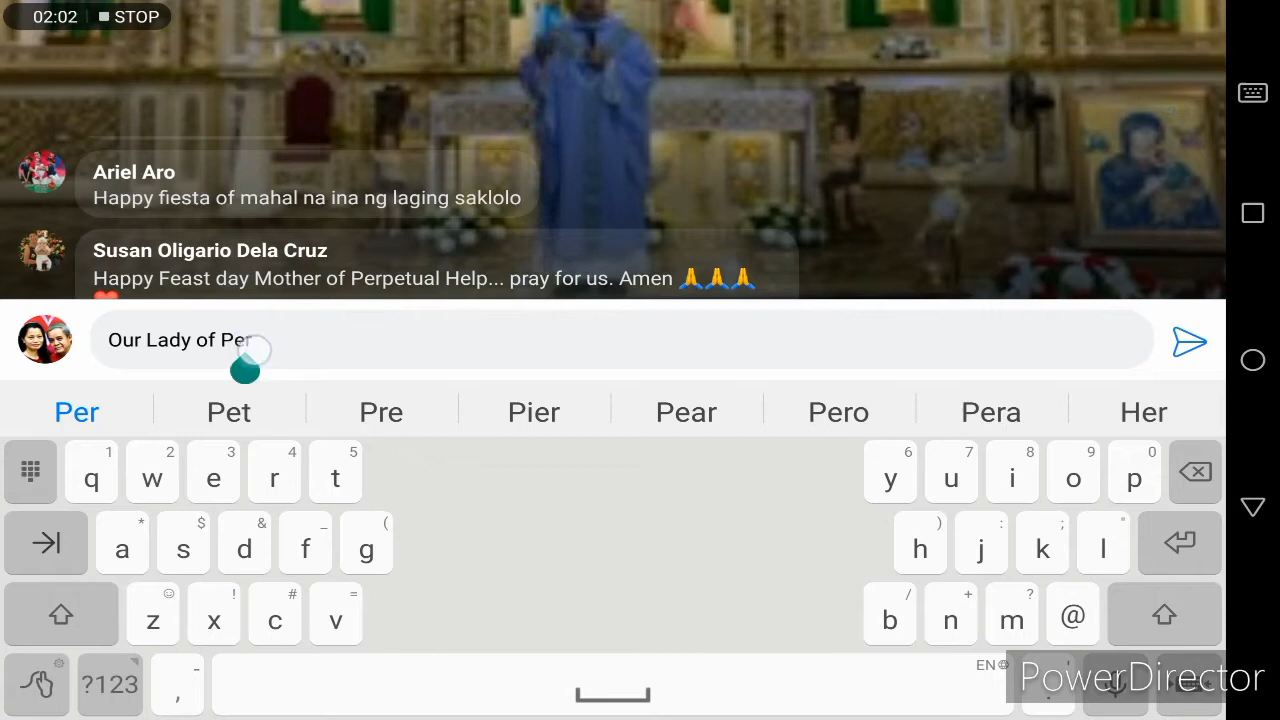 02:02 STOP
Ariel Aro
Happy fiesta of mahal na ina ng laging saklolo
Susan Oligario Dela Cruz
Happy Feast day Mother of Perpetual Help... pray for us. Amen 🙏🙏🙏
❤️
Our Lady of Per
Per Pet Pre Pier Pear Pero Pera Her
1 2 3 4 5 6 7 8 9 0
q w e r t y u i o p
* $ & _ ( ) : ; "
a s d f g h j k l
! # = / + ?
z x c v b n m @
- EN '
?123 , .
PowerDirector